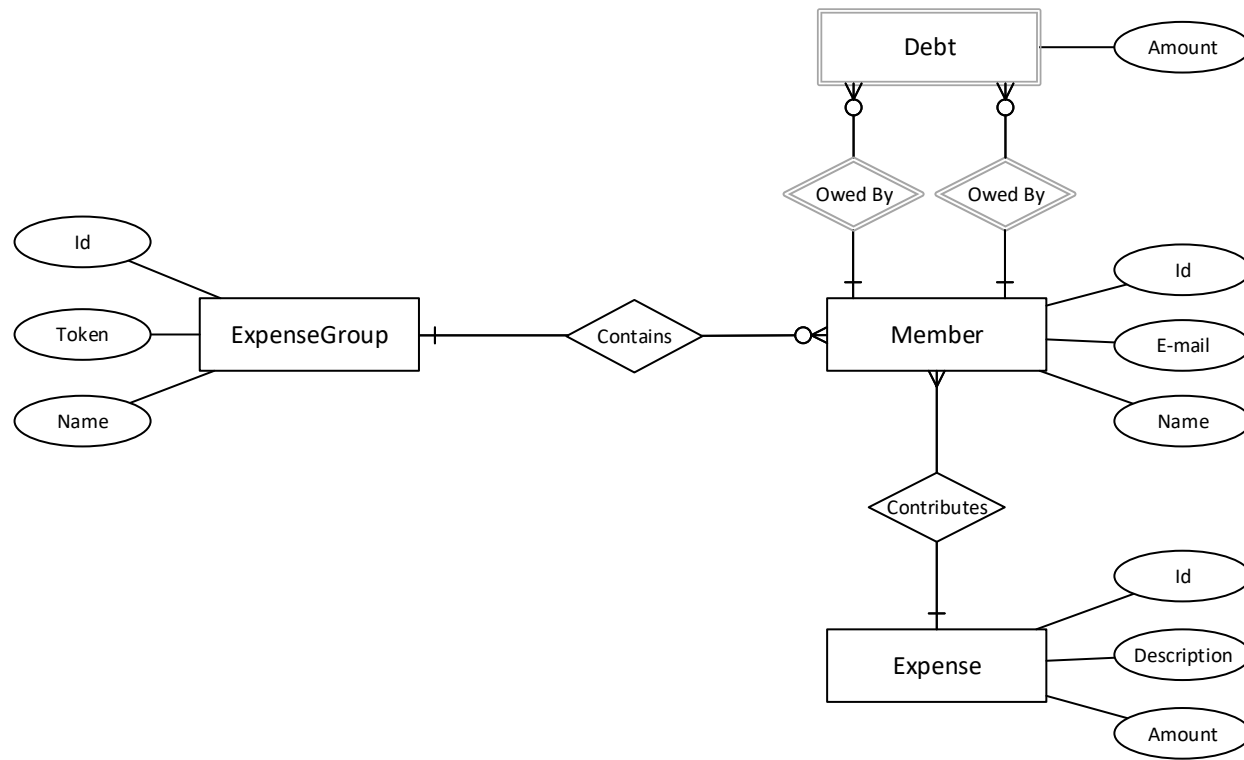 Debt
Amount
Owed By
Owed By
Id
Token
Name
ExpenseGroup
Contains
Member
Id
E-mail
Name
Contributes
Expense
Id
Description
Amount